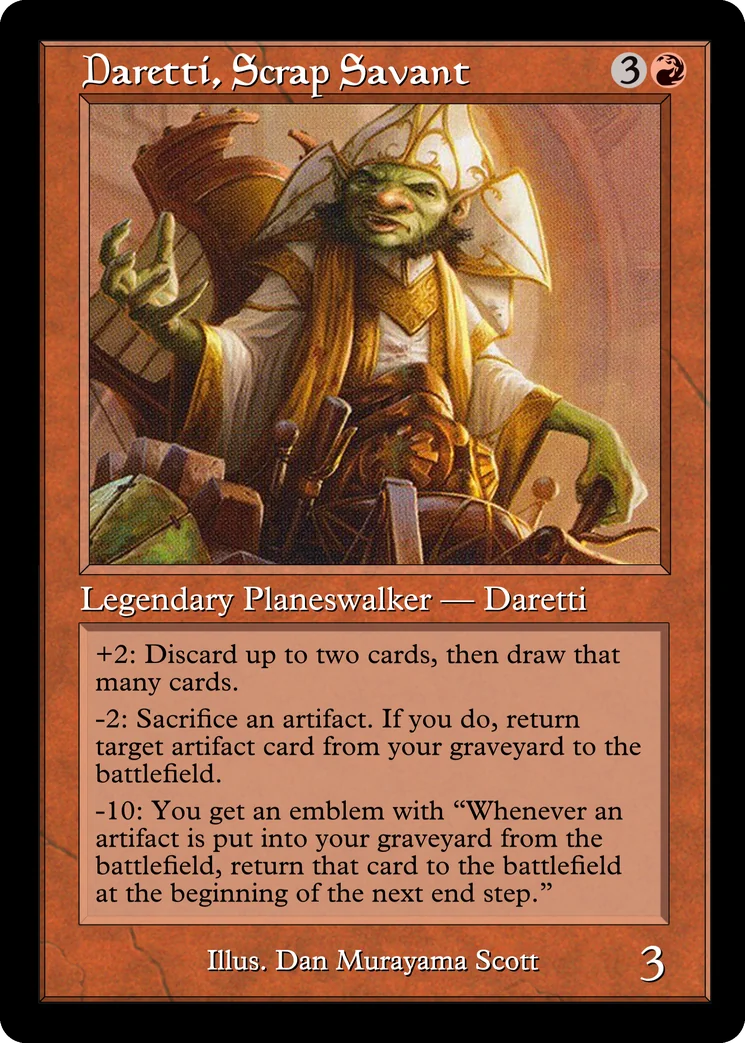 Daretti, Scrap Savant 3
Legendary Planeswalker — Daretti
+2: Discard up to two cards, then draw that
many cards.
-2: Sacrifice an artifact. If you do, return
target artifact card from your graveyard to the
battlefield.
-10: You get an emblem with “Whenever an
artifact is put into your graveyard from the
battlefield, return that card to the battlefield
at the beginning of the next end step.”
Illus. Dan Murayama Scott
3